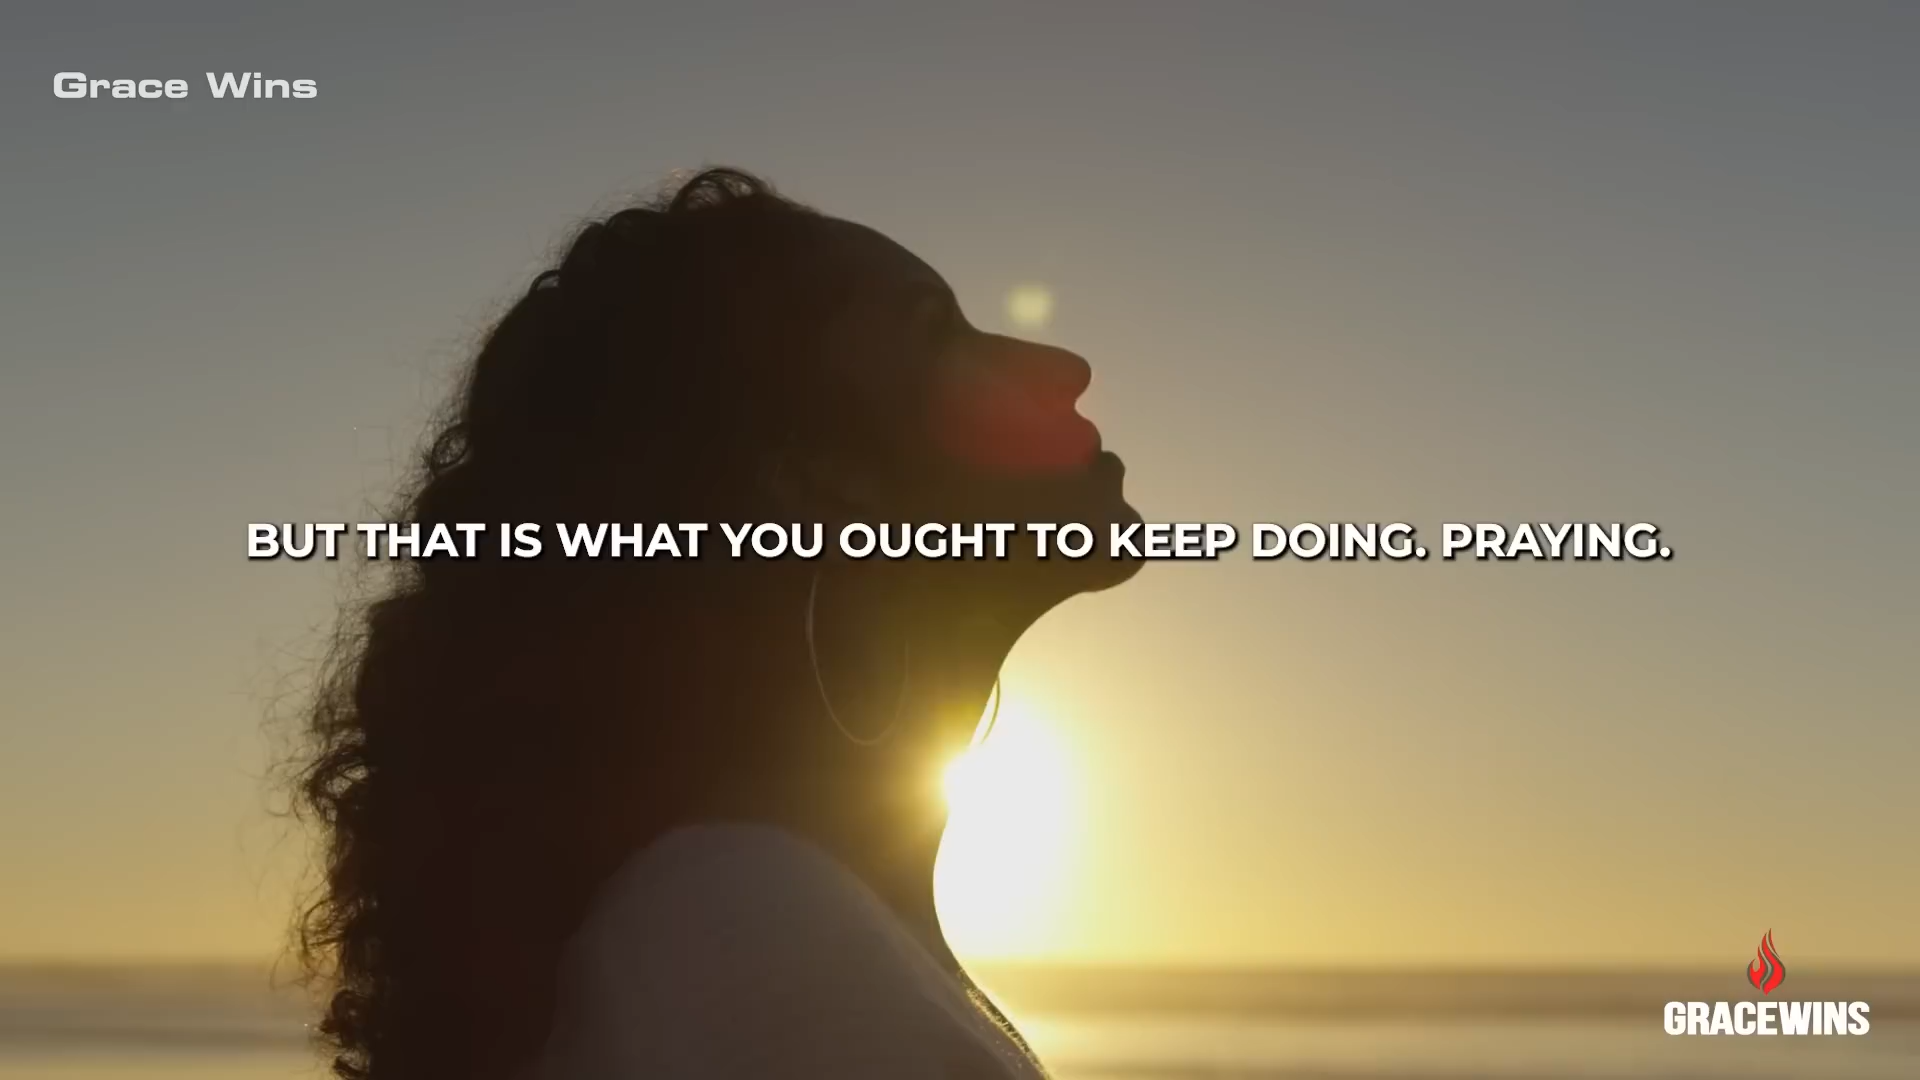 Grace Wins
BUT THAT IS WHAT YOU OUGHT TO KEEP DOING. PRAYING.
GRACEWINS